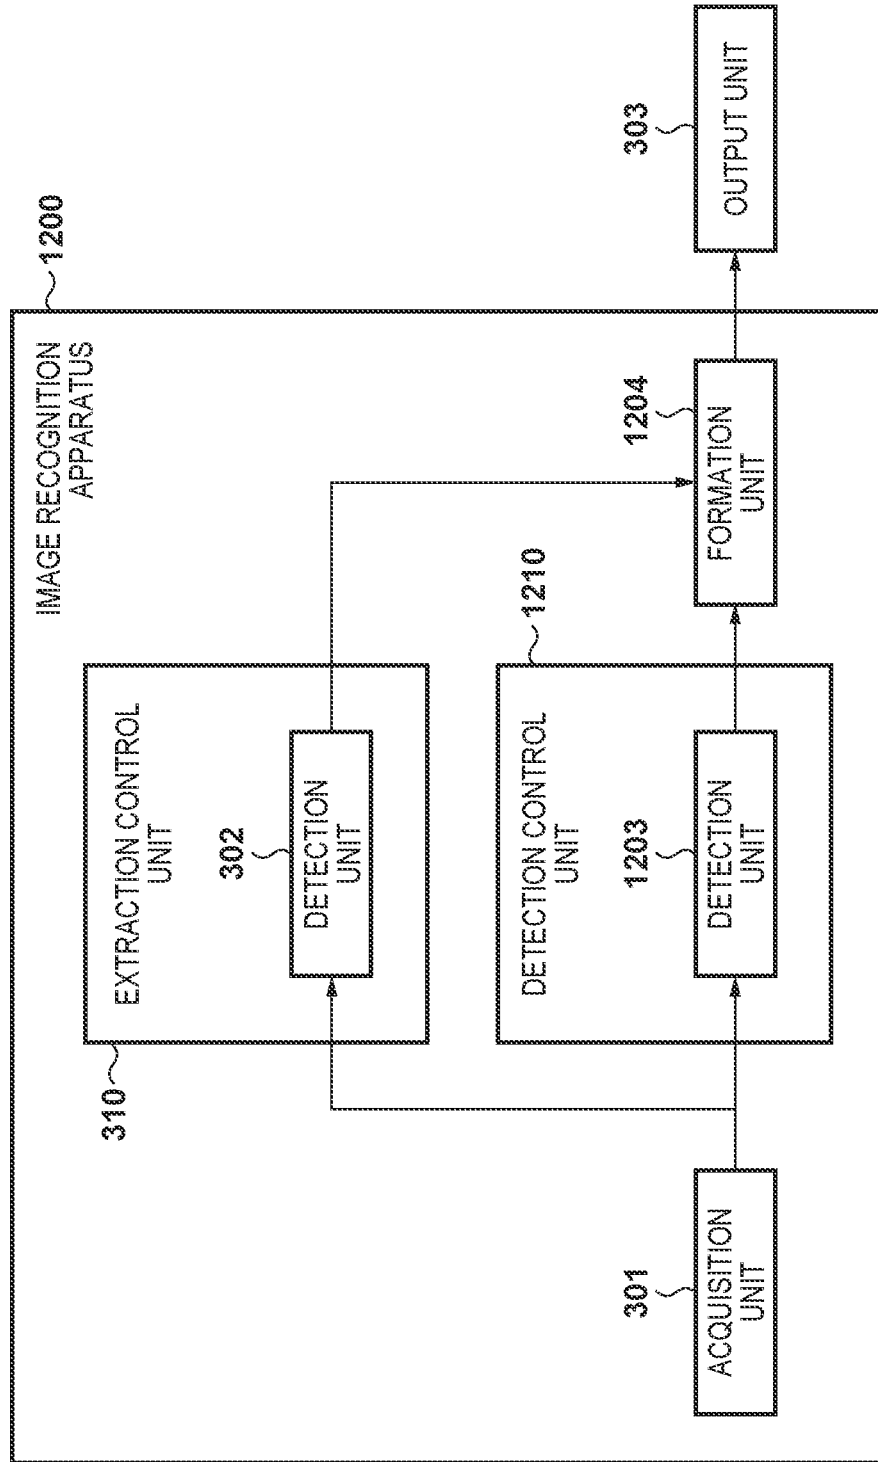 1200
IMAGE RECOGNITION
APPARATUS
310
EXTRACTION CONTROL
UNIT
302
DETECTION
UNIT
1210
DETECTION CONTROL
UNIT
1203
DETECTION
UNIT
301
ACQUISITION
UNIT
1204
FORMATION
UNIT
303
OUTPUT UNIT